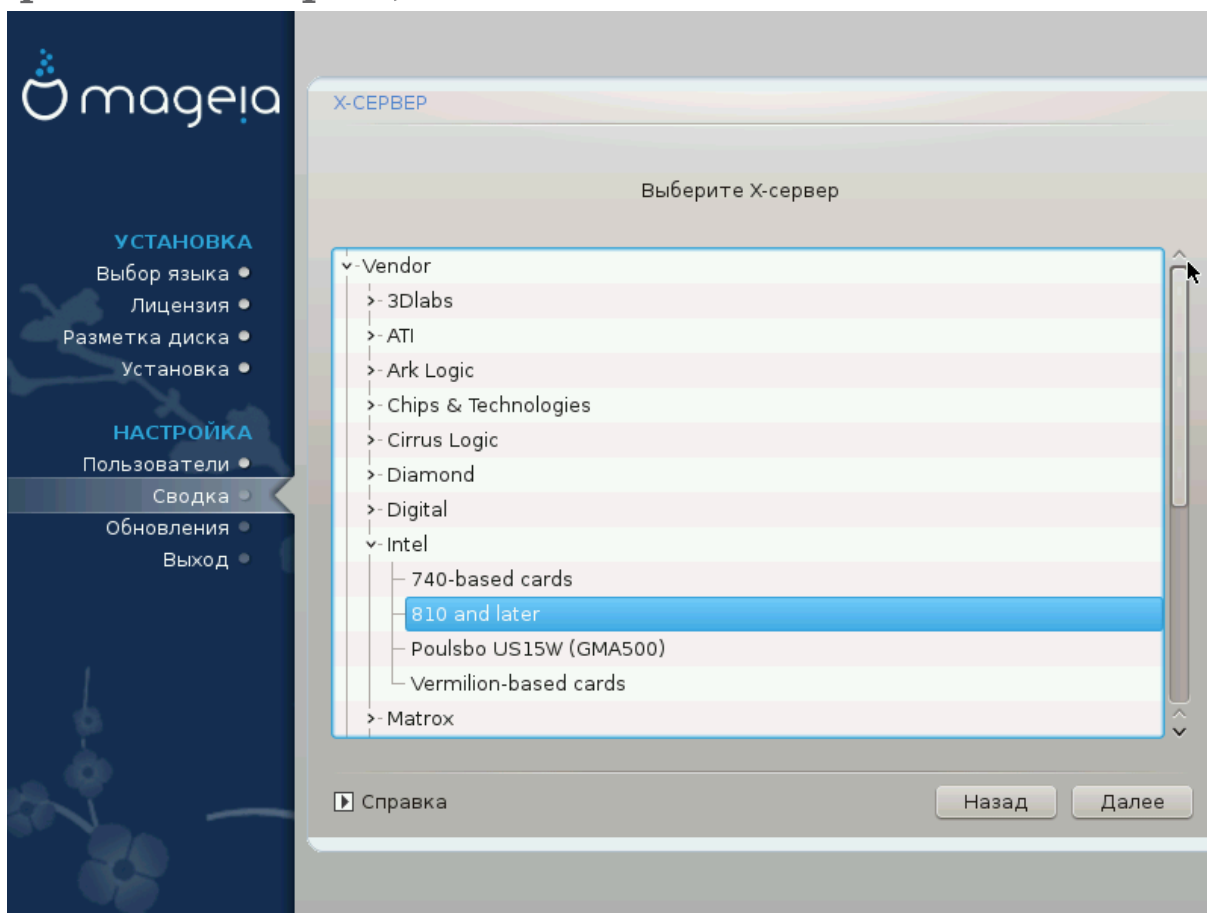 mageia
X-СЕРВЕР
Выберите X-сервер
УСТАНОВКА
Выбор языка
Лицензия
Разметка диска
Установка
НАСТРОЙКА
Пользователи
Сводка
Обновления
Выход
Vendor
3Dlabs
ATI
Ark Logic
Chips & Technologies
Cirrus Logic
Diamond
Digital
Intel
740-based cards
810 and later
Poulsbo US15W (GMA500)
Vermilion-based cards
Matrox
Справка
Назад
Далее